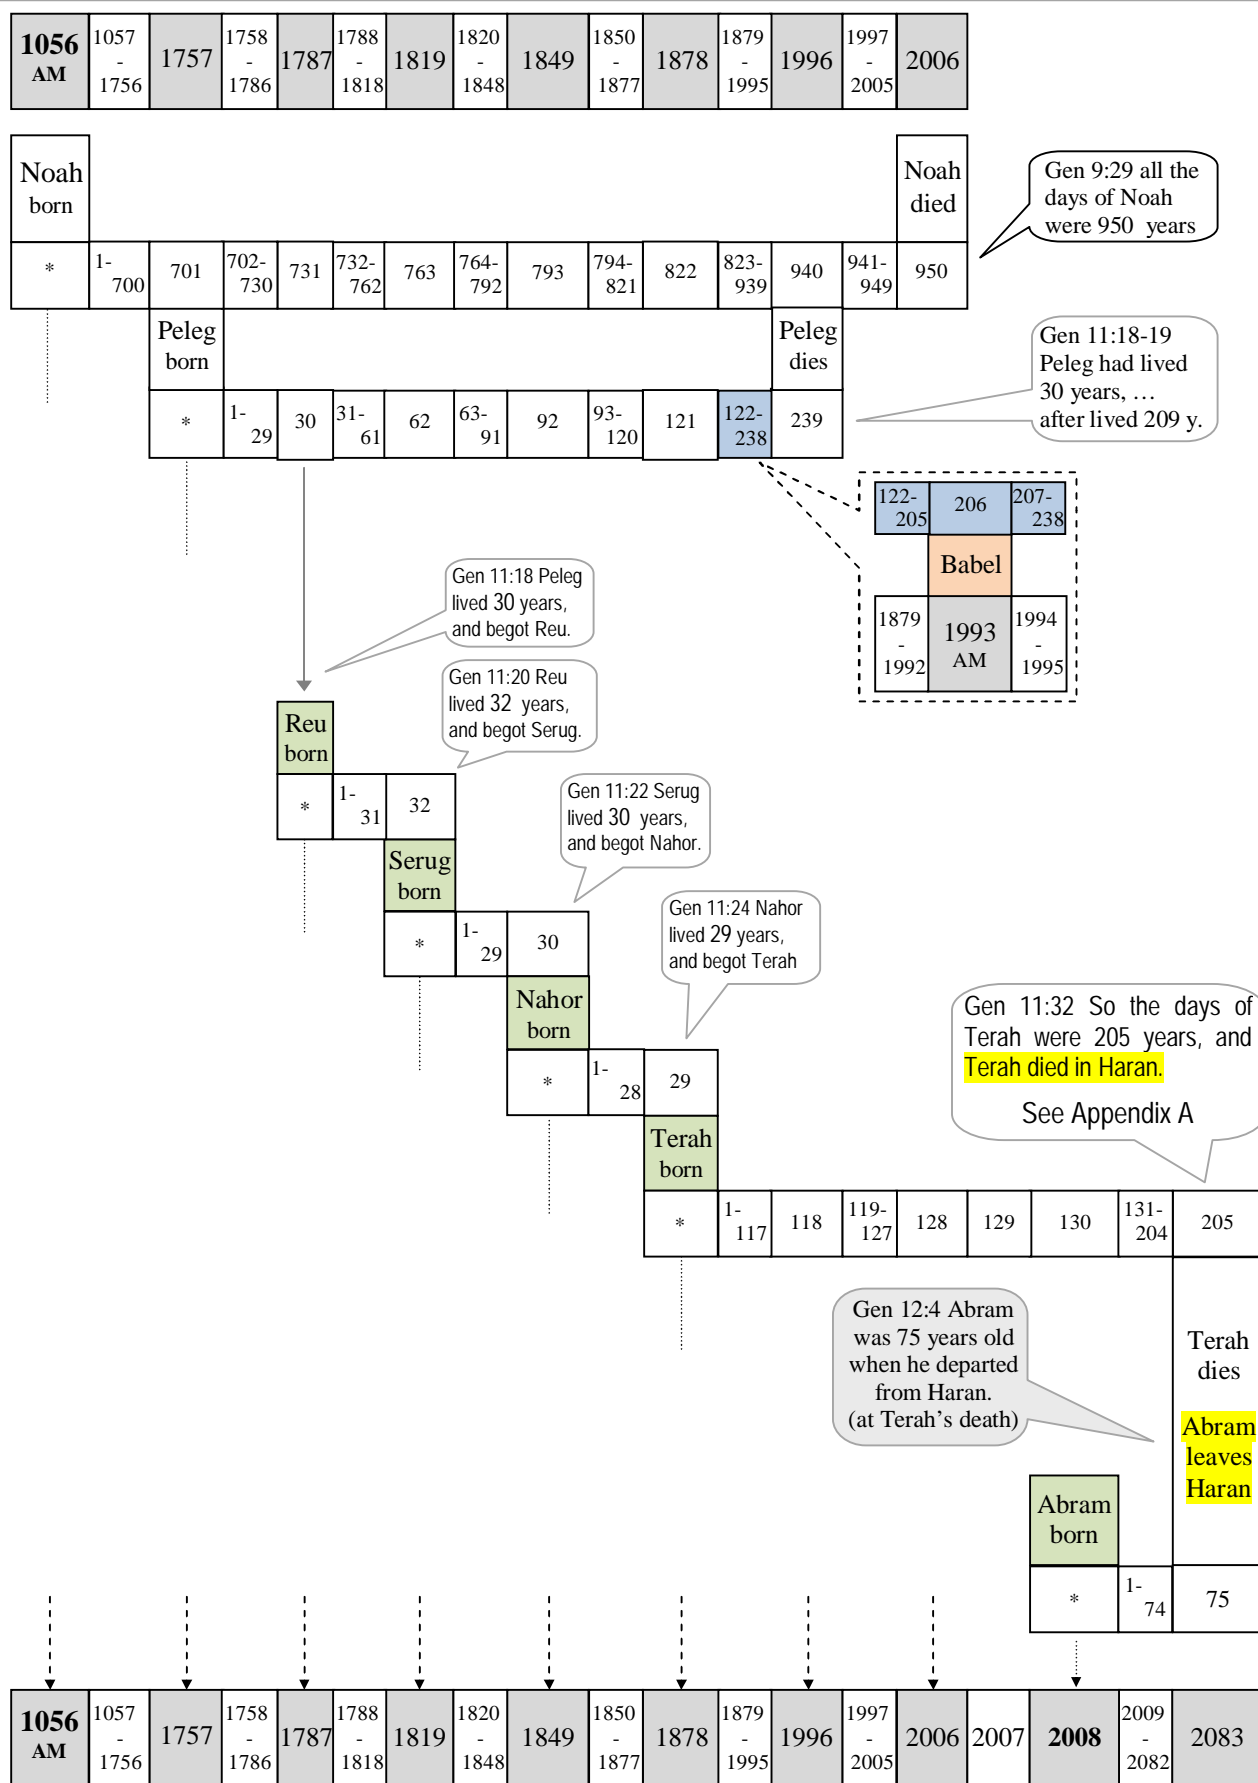 1056 AM
1057 - 1756
1757
1758 - 1786
1787
1788 - 1818
1819
1820 - 1848
1849
1850 - 1877
1878
1879 - 1995
1996
1997 - 2005
2006
Noah
born
Noah
died
Gen 9:29 all the
days of Noah
were 950 years
*
1-700
701
702-730
731
732-762
763
764-792
793
794-821
822
823-939
940
941-949
950
Peleg
born
Peleg
dies
Gen 11:18-19
Peleg had lived
30 years, …
after lived 209 y.
*
1-29
30
31-61
62
63-91
92
93-120
121
122-238
239
122-205
206
207-238
Babel
1879 - 1992
1993 AM
1994 - 1995
Gen 11:18 Peleg
lived 30 years,
and begot Reu.
Gen 11:20 Reu
lived 32 years,
and begot Serug.
Reu
born
*
1-31
32
Gen 11:22 Serug
lived 30 years,
and begot Nahor.
Serug
born
*
1-29
30
Gen 11:24 Nahor
lived 29 years,
and begot Terah
Nahor
born
*
1-28
29
Gen 11:32 So the days of
Terah were 205 years, and
Terah died in Haran.
See Appendix A
Terah
born
*
1-117
118
119-127
128
129
130
131-204
205
Gen 12:4 Abram
was 75 years old
when he departed
from Haran.
(at Terah’s death)
Terah
dies
Abram
leaves
Haran
Abram
born
*
1-74
75
1056 AM
1057 - 1756
1757
1758 - 1786
1787
1788 - 1818
1819
1820 - 1848
1849
1850 - 1877
1878
1879 - 1995
1996
1997 - 2005
2006
2007
2008
2009 - 2082
2083